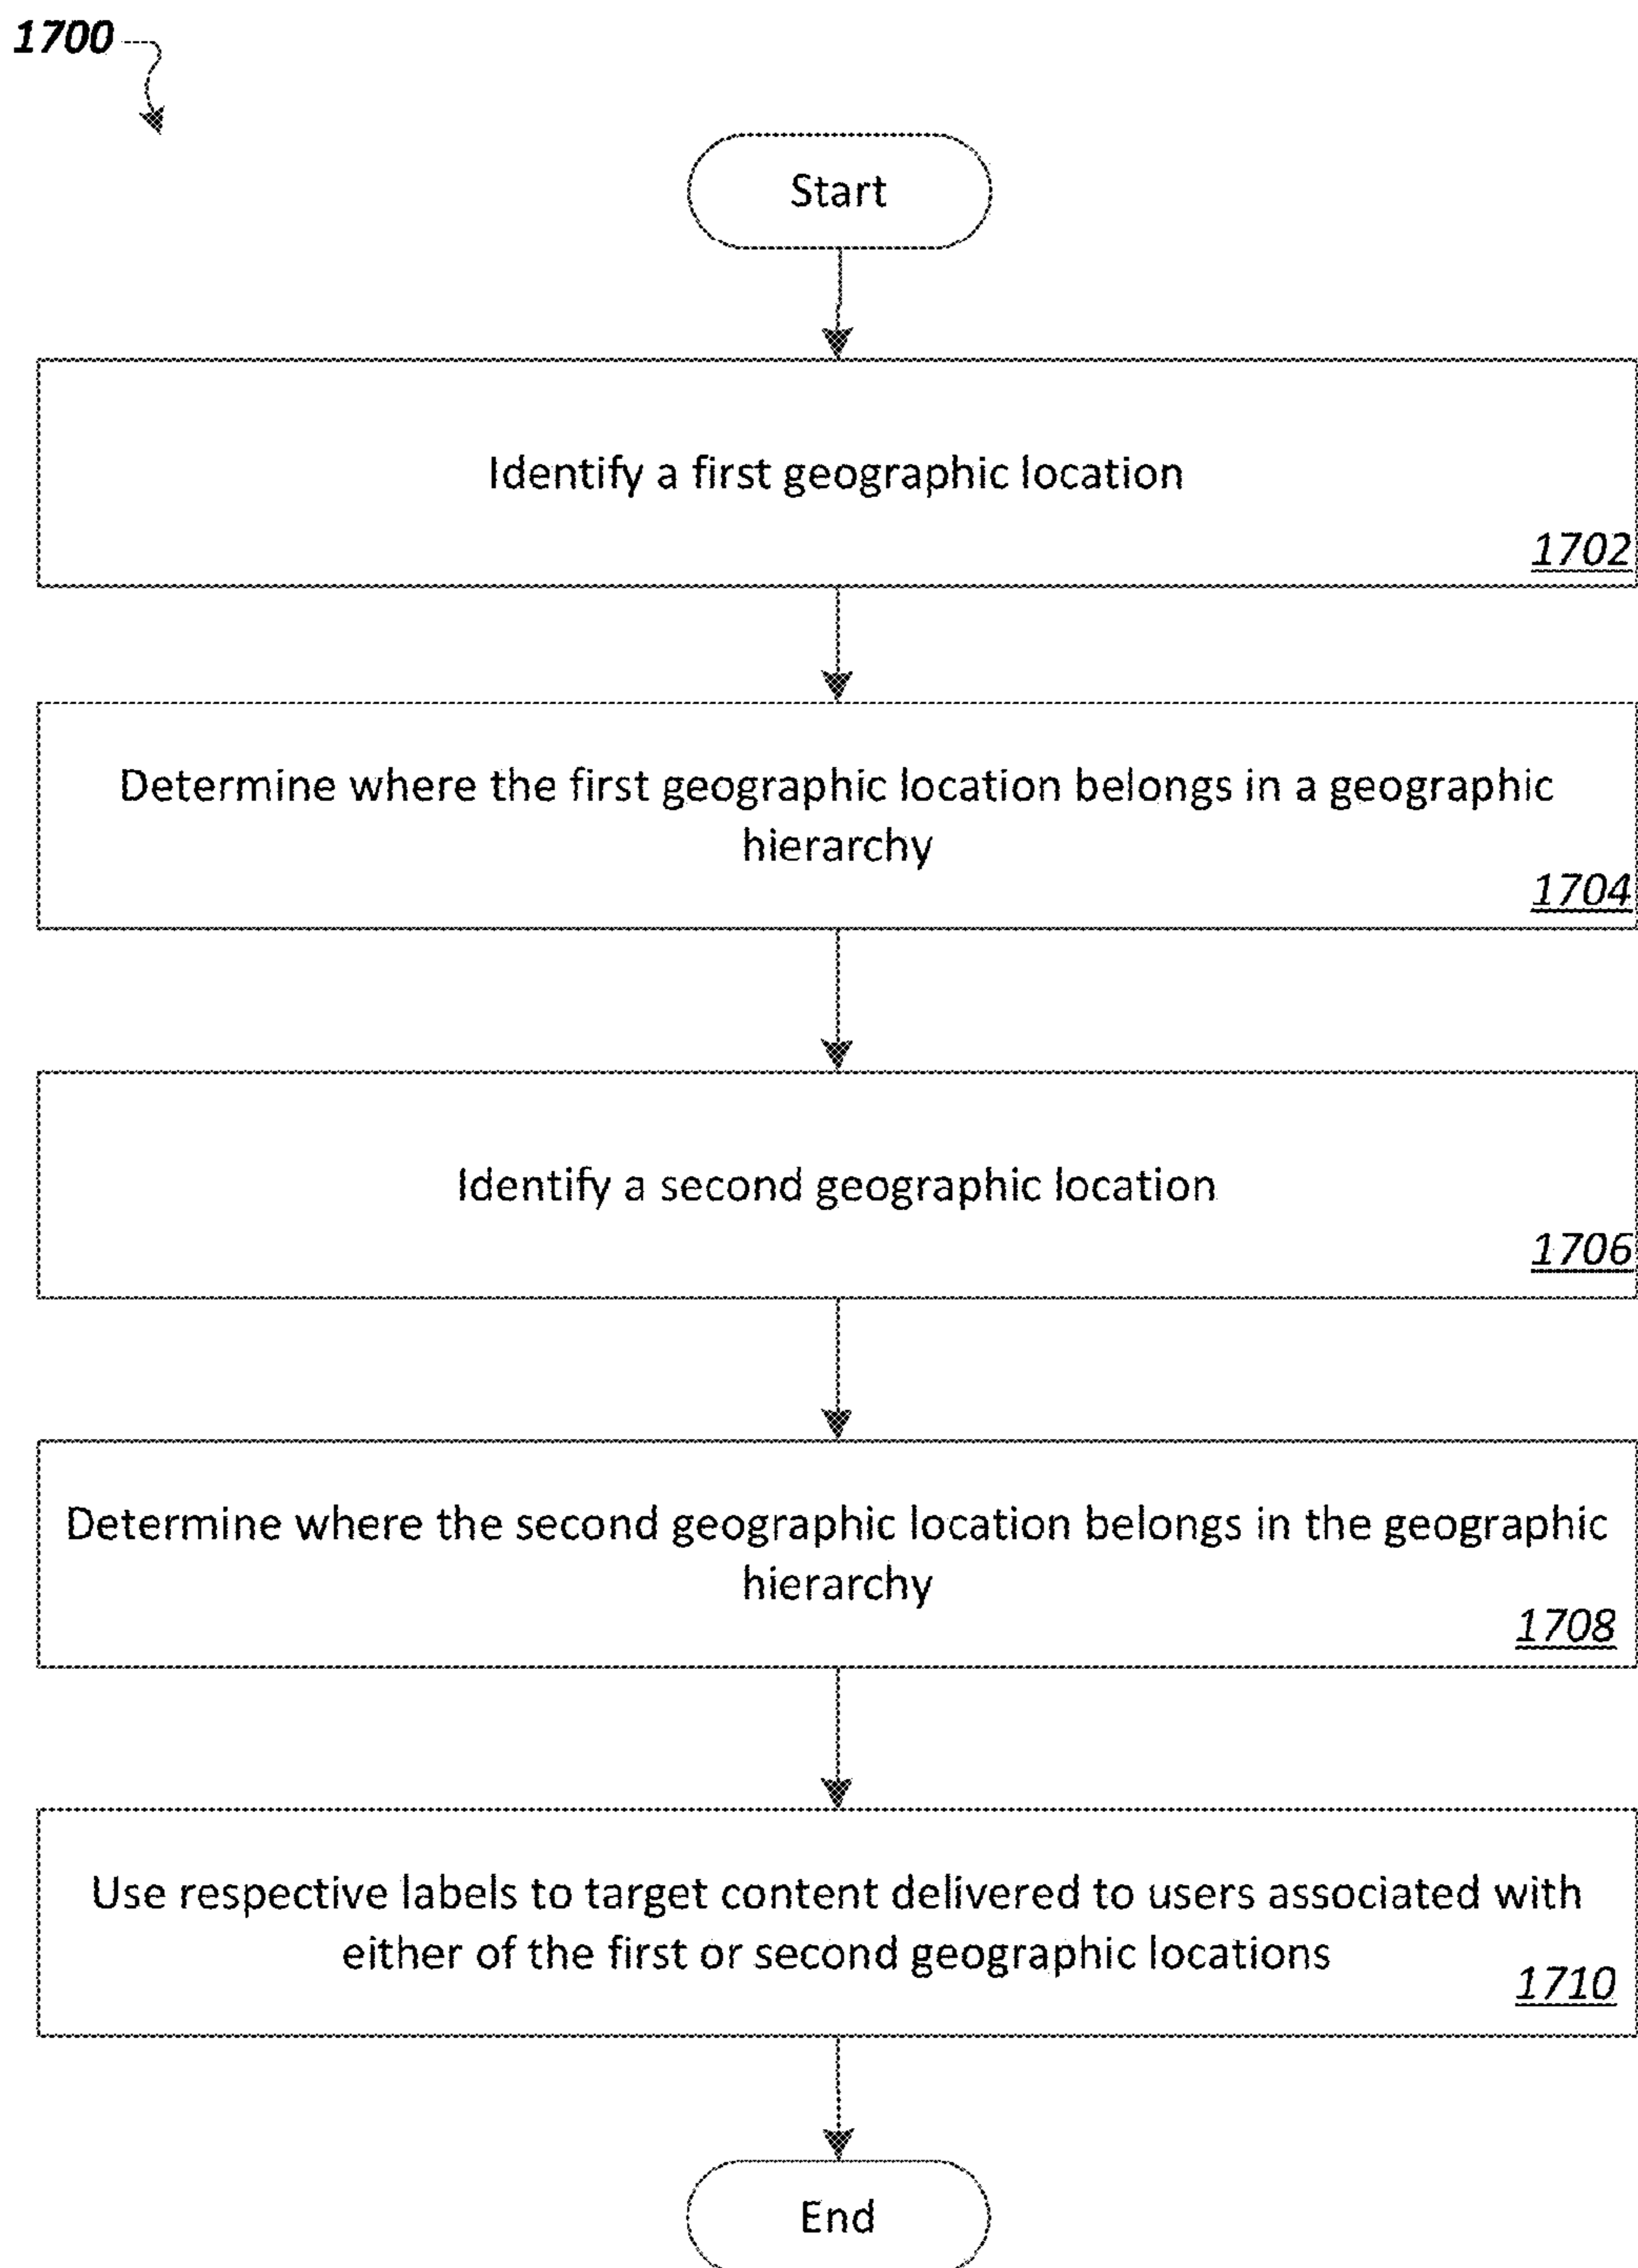 1700
Start
Identify a first geographic location
1702
Determine where the first geographic location belongs in a geographic
hierarchy
1704
Identify a second geographic location
1706
Determine where the second geographic location belongs in the geographic
hierarchy
1708
Use respective labels to target content delivered to users associated with
either of the first or second geographic locations
1710
End